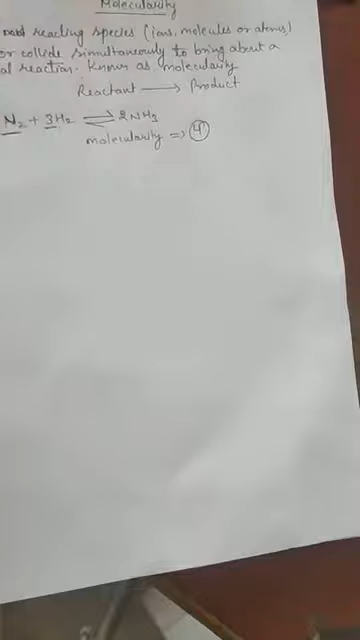 Molecularity
reacting species (ions, molecules or atoms)
or collide simultaneously to bring about a
al reaction. Known as molecularity
Reactant ⟶ Product
N₂ + 3H₂ ⇌ 2NH₃
molecularity => 4